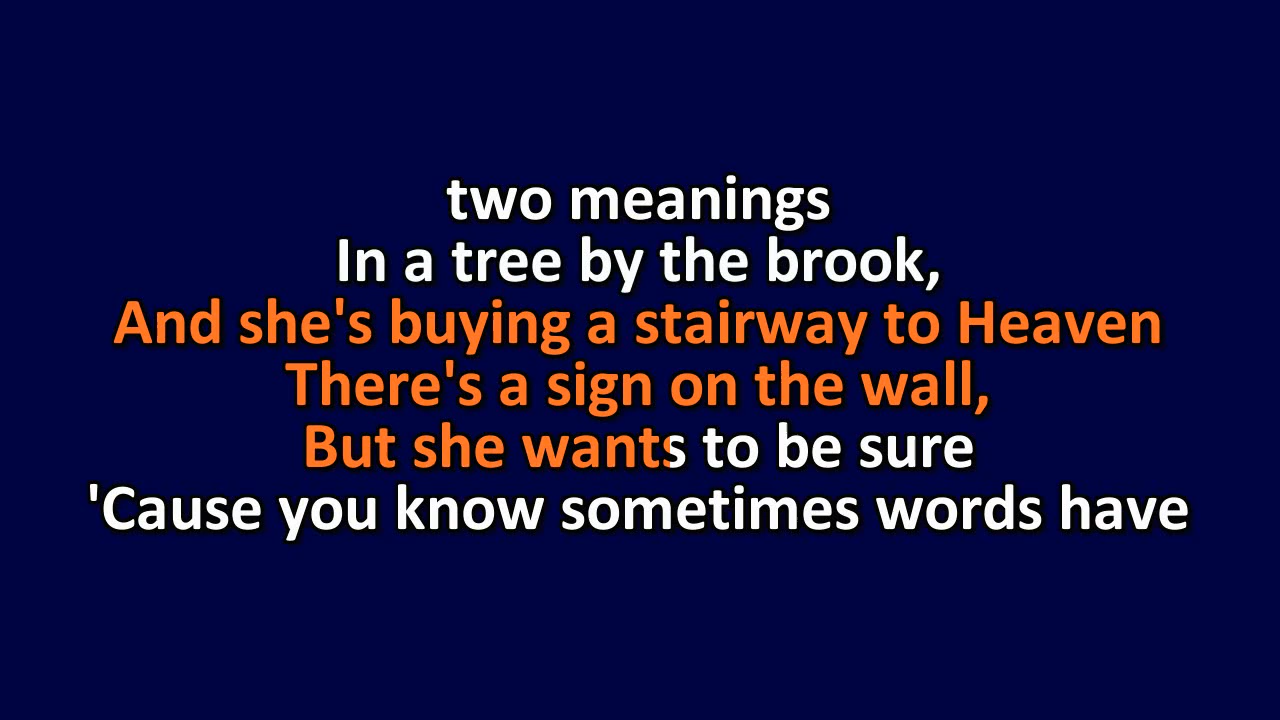 two meanings
In a tree by the brook,
And she's buying a stairway to Heaven
There's a sign on the wall,
But she wants to be sure
'Cause you know sometimes words have